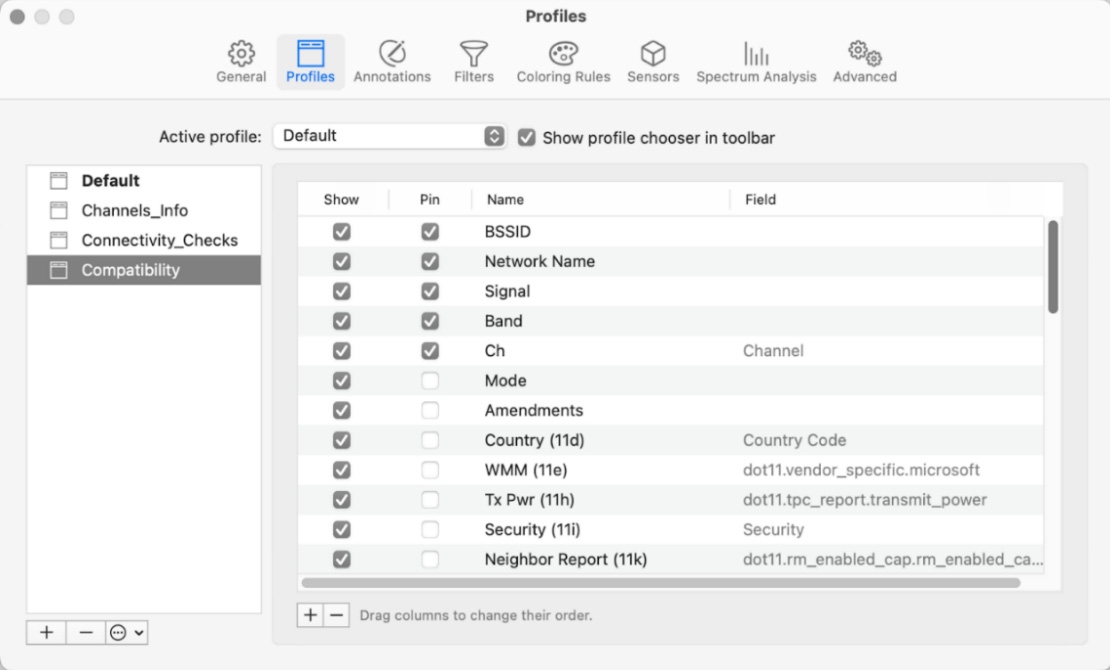 Profiles
General Profiles Annotations Filters Coloring Rules Sensors Spectrum Analysis Advanced
Active profile: Default Show profile chooser in toolbar
Default
Channels_Info
Connectivity_Checks
Compatibility
Show Pin Name Field
BSSID
Network Name
Signal
Band
Ch Channel
Mode
Amendments
Country (11d) Country Code
WMM (11e) dot11.vendor_specific.microsoft
Tx Pwr (11h) dot11.tpc_report.transmit_power
Security (11i) Security
Neighbor Report (11k) dot11.rm_enabled_cap.rm_enabled_ca...
Drag columns to change their order.